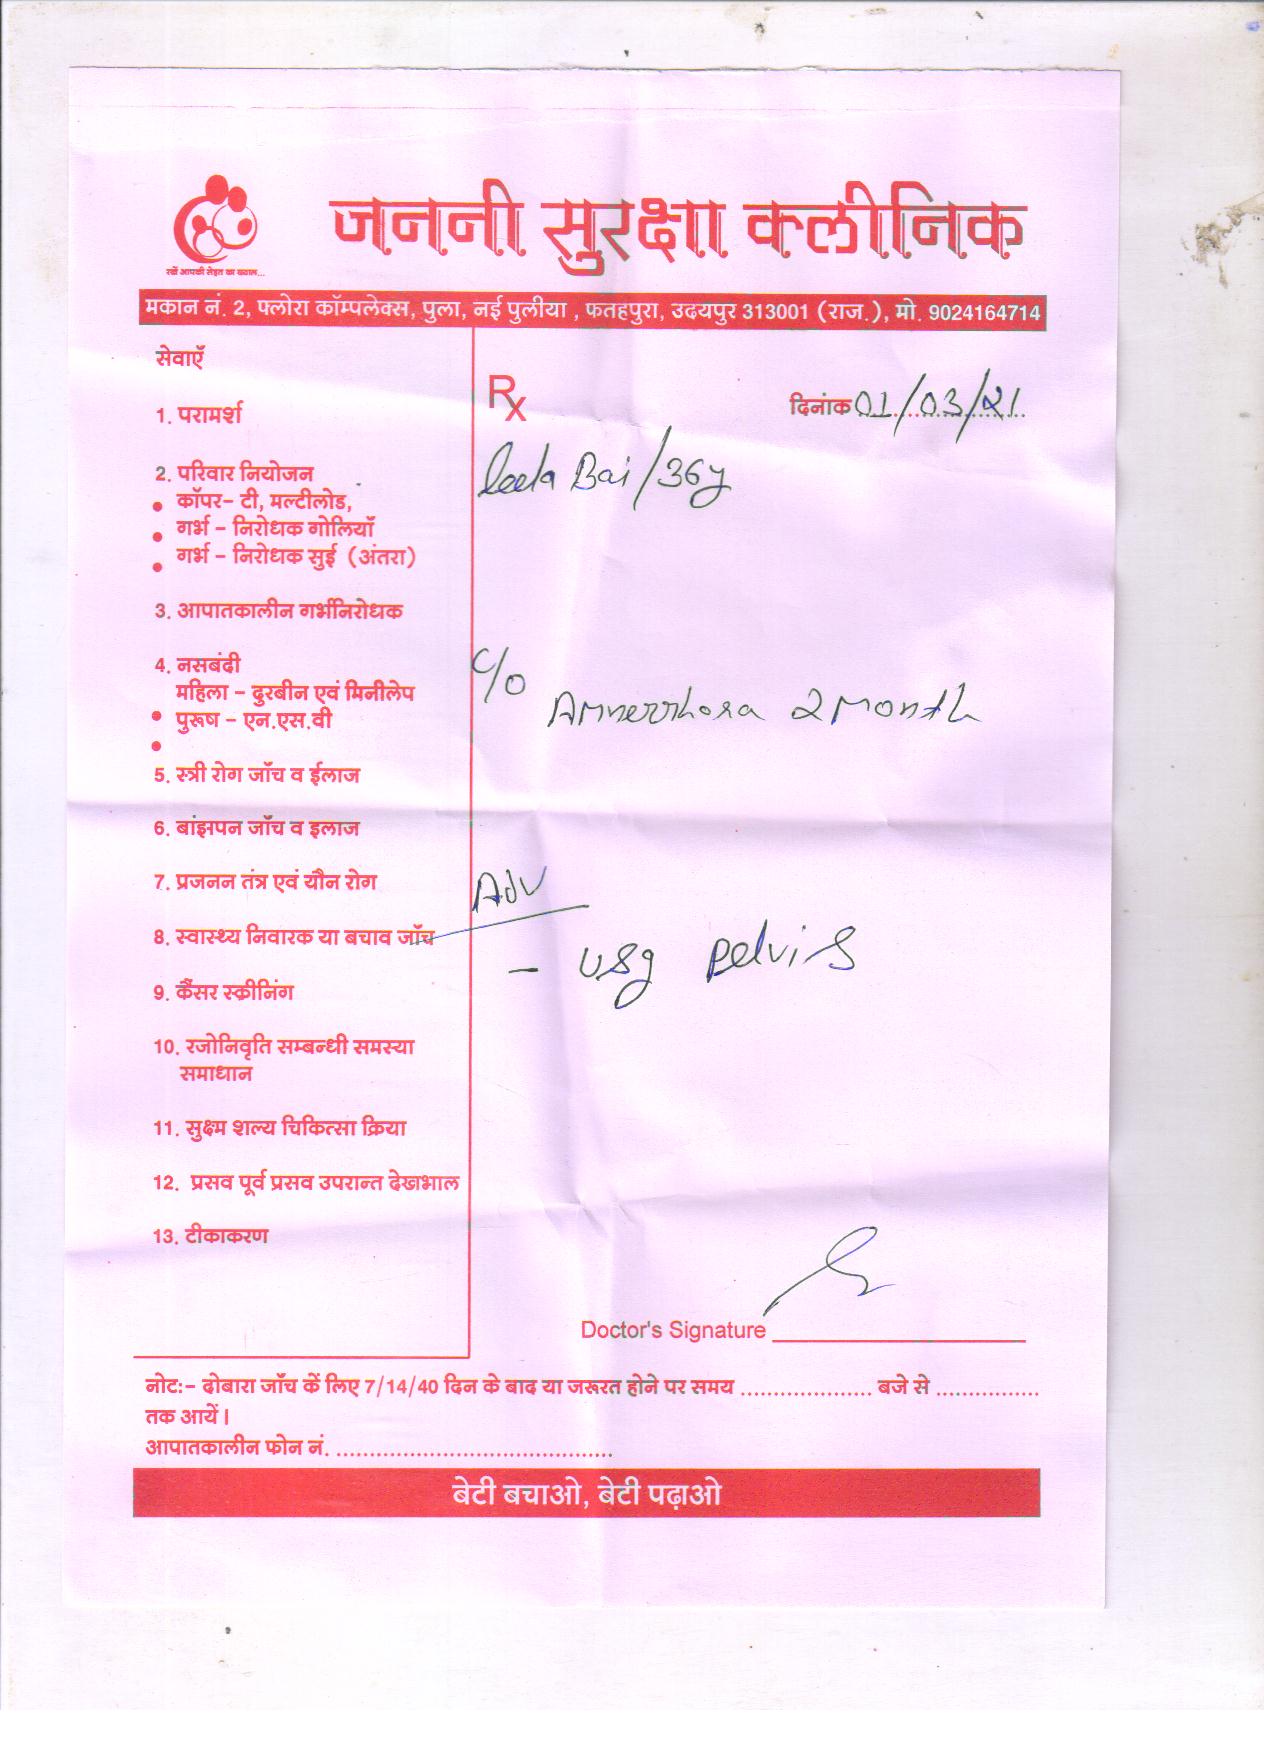 जननी सुरक्षा क्लीनिक
रखें आपकी सेहत का ख्याल...
मकान नं. 2, फ्लोरा कॉम्पलेक्स, पुला, नई पुलीया , फतहपुरा, उदयपुर 313001 (राज.), मो. 9024164714
सेवाएँ
1. परामर्श
2. परिवार नियोजन
• कॉपर- टी, मल्टीलोड,
• गर्भ - निरोधक गोलियाँ
• गर्भ - निरोधक सुई (अंतरा)
3. आपातकालीन गर्भनिरोधक
4. नसबंदी
महिला - दुरबीन एवं मिनीलेप
• पुरूष - एन.एस.वी
•
5. स्त्री रोग जाँच व ईलाज
6. बांझपन जाँच व इलाज
7. प्रजनन तंत्र एवं यौन रोग
8. स्वास्थ्य निवारक या बचाव जाँच
9. कैंसर स्क्रीनिंग
10. रजोनिवृति सम्बन्धी समस्या
समाधान
11. सुक्ष्म शल्य चिकित्सा क्रिया
12. प्रसव पूर्व प्रसव उपरान्त देखभाल
13. टीकाकरण
Rx
दिनांक 01/03/21
leela Bai/36y
C/o
Amnerrhoea 2 month
Adv
- USg pelvis
Doctor's Signature
नोट:- दोबारा जाँच कें लिए 7/14/40 दिन के बाद या जरूरत होने पर समय .................... बजे से ................
तक आयें।
आपातकालीन फोन नं. ..........................................
बेटी बचाओ, बेटी पढ़ाओ